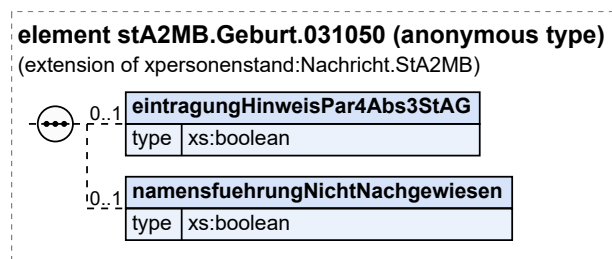 element stA2MB.Geburt.031050 (anonymous type)
(extension of xpersonenstand:Nachricht.StA2MB)
0..1 eintragungHinweisPar4Abs3StAG
type xs:boolean
0..1 namensfuehrungNichtNachgewiesen
type xs:boolean